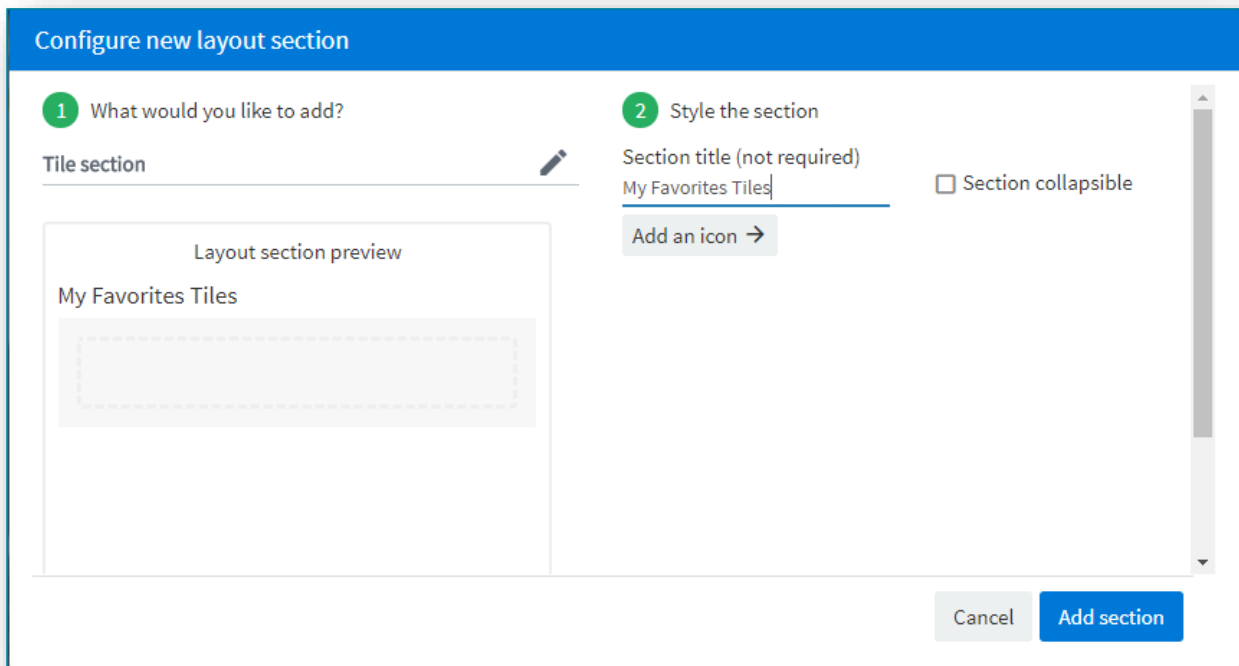 Configure new layout section
1 What would you like to add?
Tile section
Layout section preview
My Favorites Tiles
2 Style the section
Section title (not required)
My Favorites Tiles
Section collapsible
Add an icon →
Cancel
Add section